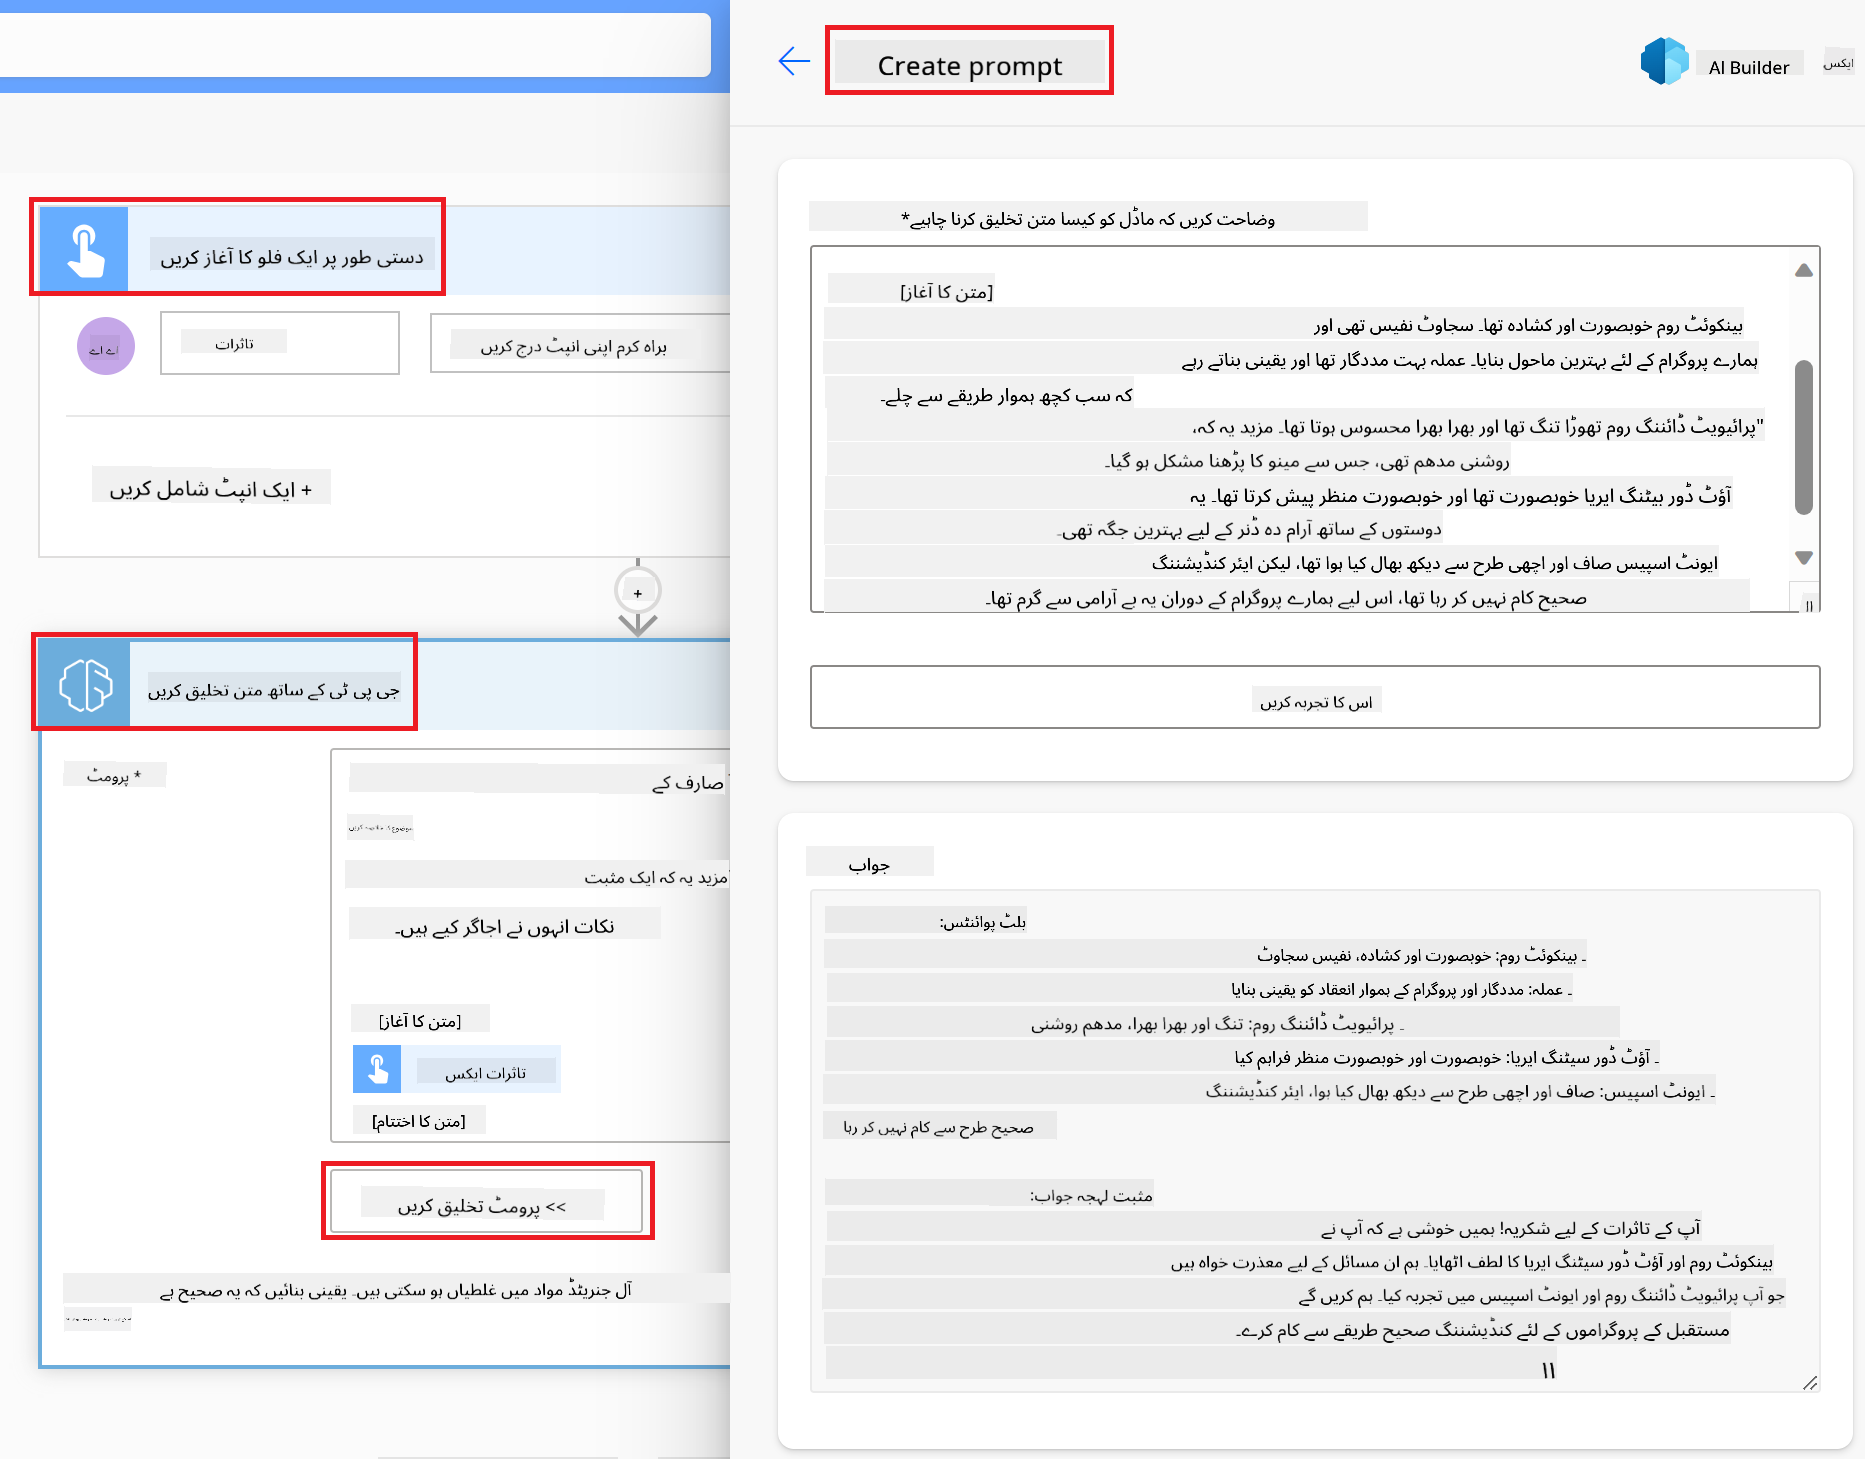 دستی طور پر ایک فلو کا آغاز کریں
اے اے
تاثرات
براہ کرم اپنی انپٹ درج کریں
+ ایک انپٹ شامل کریں
+
جی پی ٹی کے ساتھ متن تخلیق کریں
* پرومٹ
صارف کے
مزید یہ کہ ایک مثبت
نکات انہوں نے اجاگر کیے ہیں۔
[متن کا آغاز]
تاثرات ایکس
[متن کا اختتام]
>> پرومٹ تخلیق کریں
آل جنریٹڈ مواد میں غلطیاں ہو سکتی ہیں۔ یقینی بنائیں کہ یہ صحیح ہے
Create prompt
AI Builder
ایکس
وضاحت کریں کہ ماڈل کو کیسا متن تخلیق کرنا چاہیے*
[متن کا آغاز]
بینکوئٹ روم خوبصورت اور کشادہ تھا۔ سجاوٹ نفیس تھی اور
ہمارے پروگرام کے لئے بہترین ماحول بنایا۔ عملہ بہت مددگار تھا اور یقینی بناتے رہے
کہ سب کچھ ہموار طریقے سے چلے۔
"پرائیویٹ ڈائننگ روم تھوڑا تنگ تھا اور بھرا بھرا محسوس ہوتا تھا۔ مزید یہ کہ،
روشنی مدھم تھی، جس سے مینو کا پڑھنا مشکل ہو گیا۔
آؤٹ ڈور بیٹنگ ایریا خوبصورت تھا اور خوبصورت منظر پیش کرتا تھا۔ یہ
دوستوں کے ساتھ آرام دہ ڈنر کے لیے بہترین جگہ تھی۔
ایونٹ اسپیس صاف اور اچھی طرح سے دیکھ بھال کیا ہوا تھا، لیکن ایئر کنڈیشننگ
صحیح کام نہیں کر رہا تھا، اس لیے ہمارے پروگرام کے دوران یہ بے آرامی سے گرم تھا۔
اس کا تجربہ کریں
جواب
بلٹ پوائنٹس:
۔ بینکوئٹ روم: خوبصورت اور کشادہ، نفیس سجاوٹ
۔ عملہ: مددگار اور پروگرام کے ہموار انعقاد کو یقینی بنایا
۔ پرائیویٹ ڈائننگ روم: تنگ اور بھرا بھرا، مدھم روشنی
۔ آؤٹ ڈور سیٹنگ ایریا: خوبصورت اور خوبصورت منظر فراہم کیا
۔ ایونٹ اسپیس: صاف اور اچھی طرح سے دیکھ بھال کیا ہوا، ایئر کنڈیشننگ
صحیح طرح سے کام نہیں کر رہا
مثبت لہجہ جواب:
آپ کے تاثرات کے لیے شکریہ! ہمیں خوشی ہے کہ آپ نے
بینکوئٹ روم اور آؤٹ ڈور سیٹنگ ایریا کا لطف اٹھایا۔ ہم ان مسائل کے لیے معذرت خواہ ہیں
جو آپ پرائیویٹ ڈائننگ روم اور ایونٹ اسپیس میں تجربہ کیا۔ ہم کریں گے
مستقبل کے پروگراموں کے لئے کنڈیشننگ صحیح طریقے سے کام کرے۔